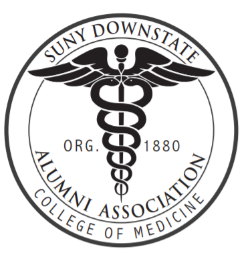 SUNY DOWNSTATE
ORG. 1880
ALUMNI ASSOCIATION
COLLEGE OF MEDICINE